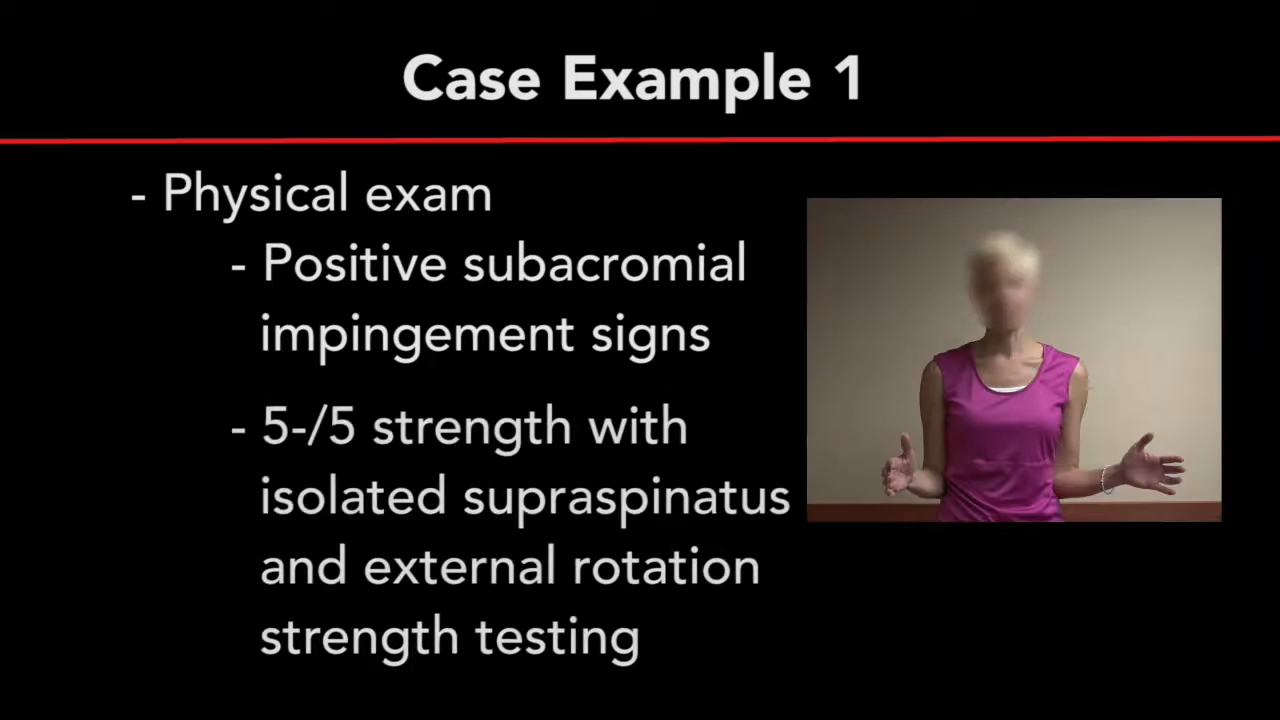 Case Example 1
- Physical exam
- Positive subacromial
impingement signs
- 5-/5 strength with
isolated supraspinatus
and external rotation
strength testing